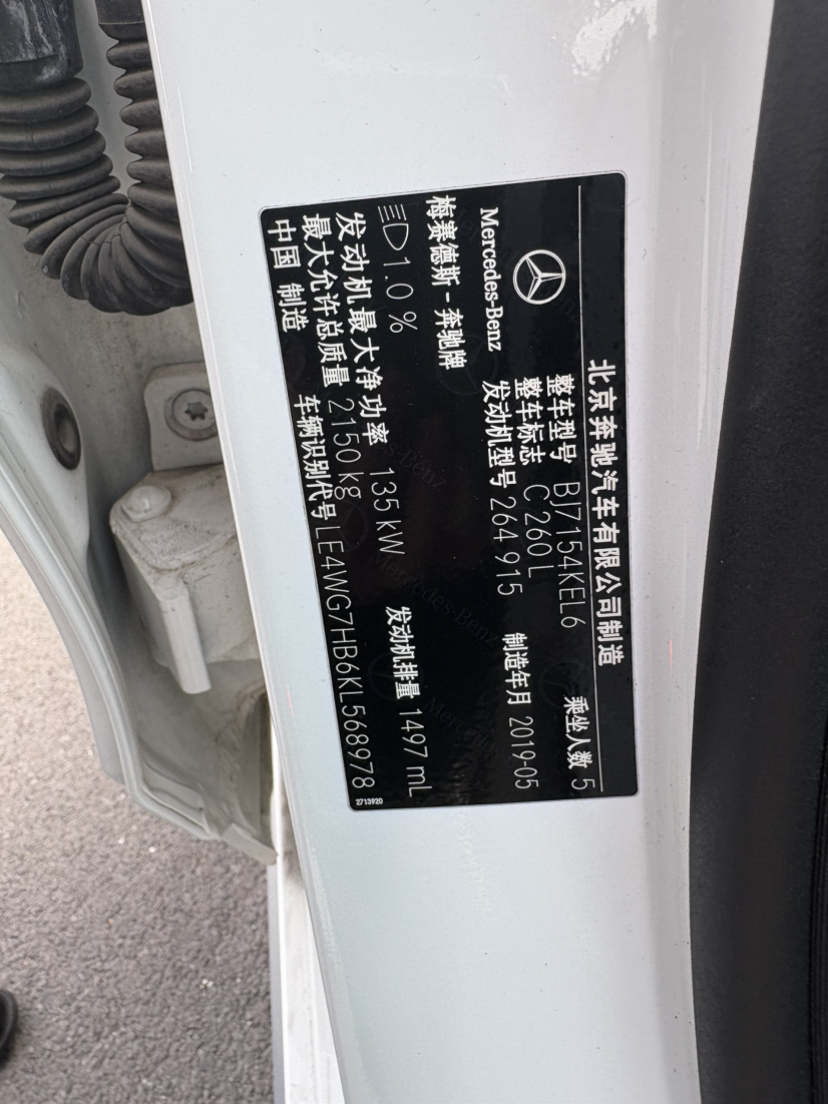 北京奔驰汽车有限公司制造
整车型号 BJ7154KEL6 乘坐人数 5
整车标志 C 260 L
Mercedes-Benz 发动机型号 264 915 制造年月 2019-05
梅赛德斯-奔驰牌
1.0 %
发动机最大净功率 135 kW 发动机排量 1497 mL
最大允许总质量 2150 kg
中国 制造 车辆识别代号 LE4WG7HB6KL568978
2713920